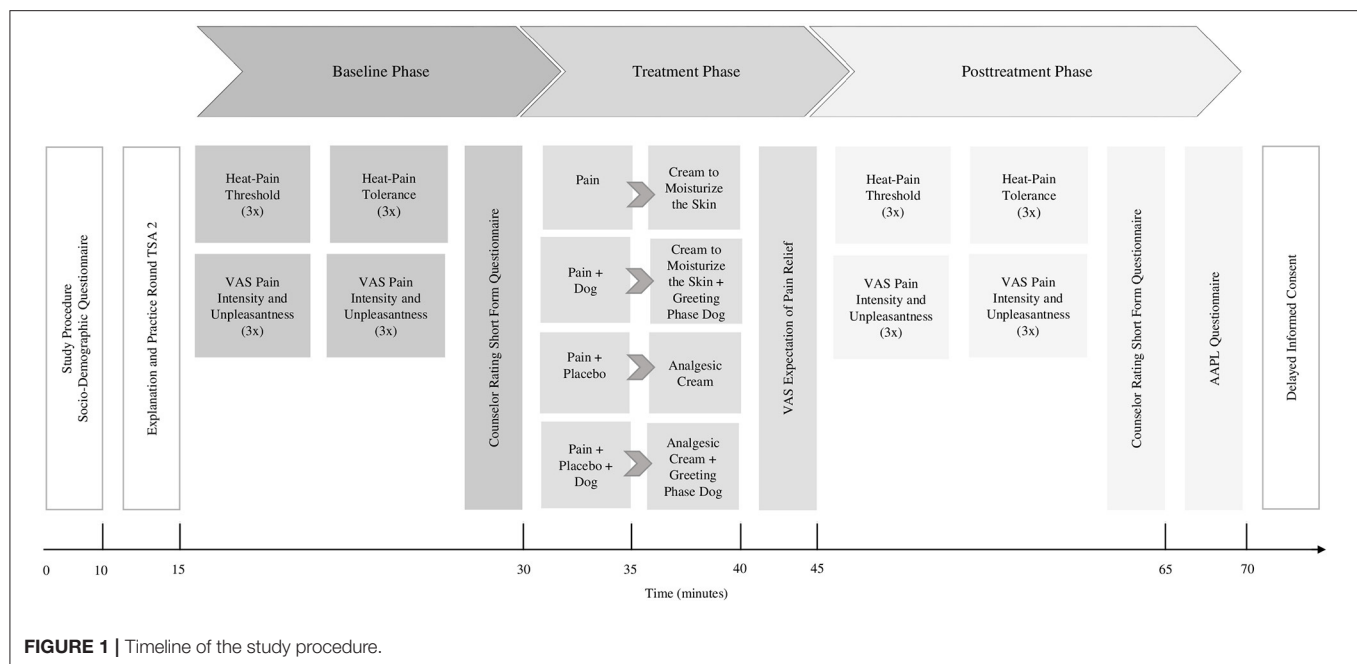 Baseline Phase
Treatment Phase
Posttreatment Phase
Study Procedure
Socio-Demographic Questionnaire
Explanation and Practice Round TSA 2
Heat-Pain
Threshold
(3x)
Heat-Pain
Tolerance
(3x)
VAS Pain
Intensity and
Unpleasantness
(3x)
VAS Pain
Intensity and
Unpleasantness
(3x)
Counselor Rating Short Form Questionnaire
Pain
Cream to
Moisturize
the Skin
Pain +
Dog
Cream to
Moisturize
the Skin +
Greeting
Phase Dog
Pain +
Placebo
Analgesic
Cream
Pain +
Placebo +
Dog
Analgesic
Cream +
Greeting
Phase Dog
VAS Expectation of Pain Relief
Heat-Pain
Threshold
(3x)
Heat-Pain
Tolerance
(3x)
VAS Pain
Intensity and
Unpleasantness
(3x)
VAS Pain
Intensity and
Unpleasantness
(3x)
Counselor Rating Short Form Questionnaire
AAPL Questionnaire
Delayed Informed Consent
0 10 15 30 35 40 45 65 70
Time (minutes)
FIGURE 1 | Timeline of the study procedure.